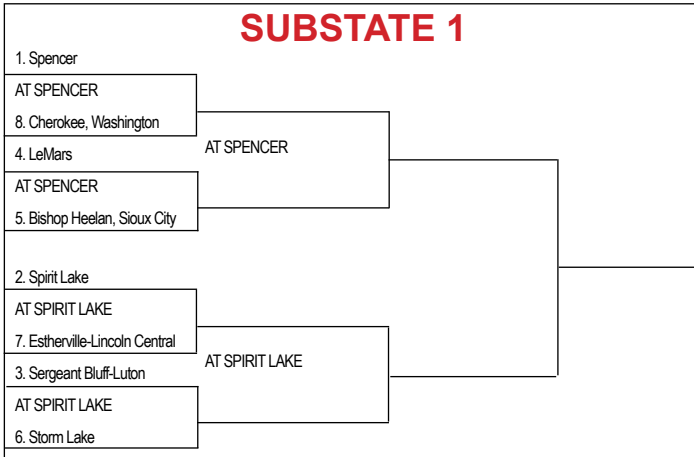 SUBSTATE 1
1. Spencer
AT SPENCER
8. Cherokee, Washington
AT SPENCER
4. LeMars
AT SPENCER
5. Bishop Heelan, Sioux City
2. Spirit Lake
AT SPIRIT LAKE
7. Estherville-Lincoln Central
AT SPIRIT LAKE
3. Sergeant Bluff-Luton
AT SPIRIT LAKE
6. Storm Lake